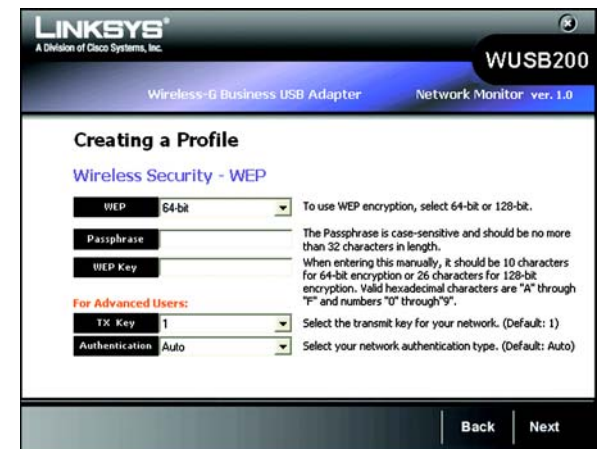 LINKSYS®
A Division of Cisco Systems, Inc.
WUSB200
Wireless-G Business USB Adapter
Network Monitor ver. 1.0
Creating a Profile
Wireless Security - WEP
WEP
64-bit
To use WEP encryption, select 64-bit or 128-bit.
Passphrase
The Passphrase is case-sensitive and should be no more
than 32 characters in length.
WEP Key
When entering this manually, it should be 10 characters
for 64-bit encryption or 26 characters for 128-bit
encryption. Valid hexadecimal characters are "A" through
"F" and numbers "0" through"9".
For Advanced Users:
TX Key
1
Select the transmit key for your network. (Default: 1)
Authentication
Auto
Select your network authentication type. (Default: Auto)
Back
Next